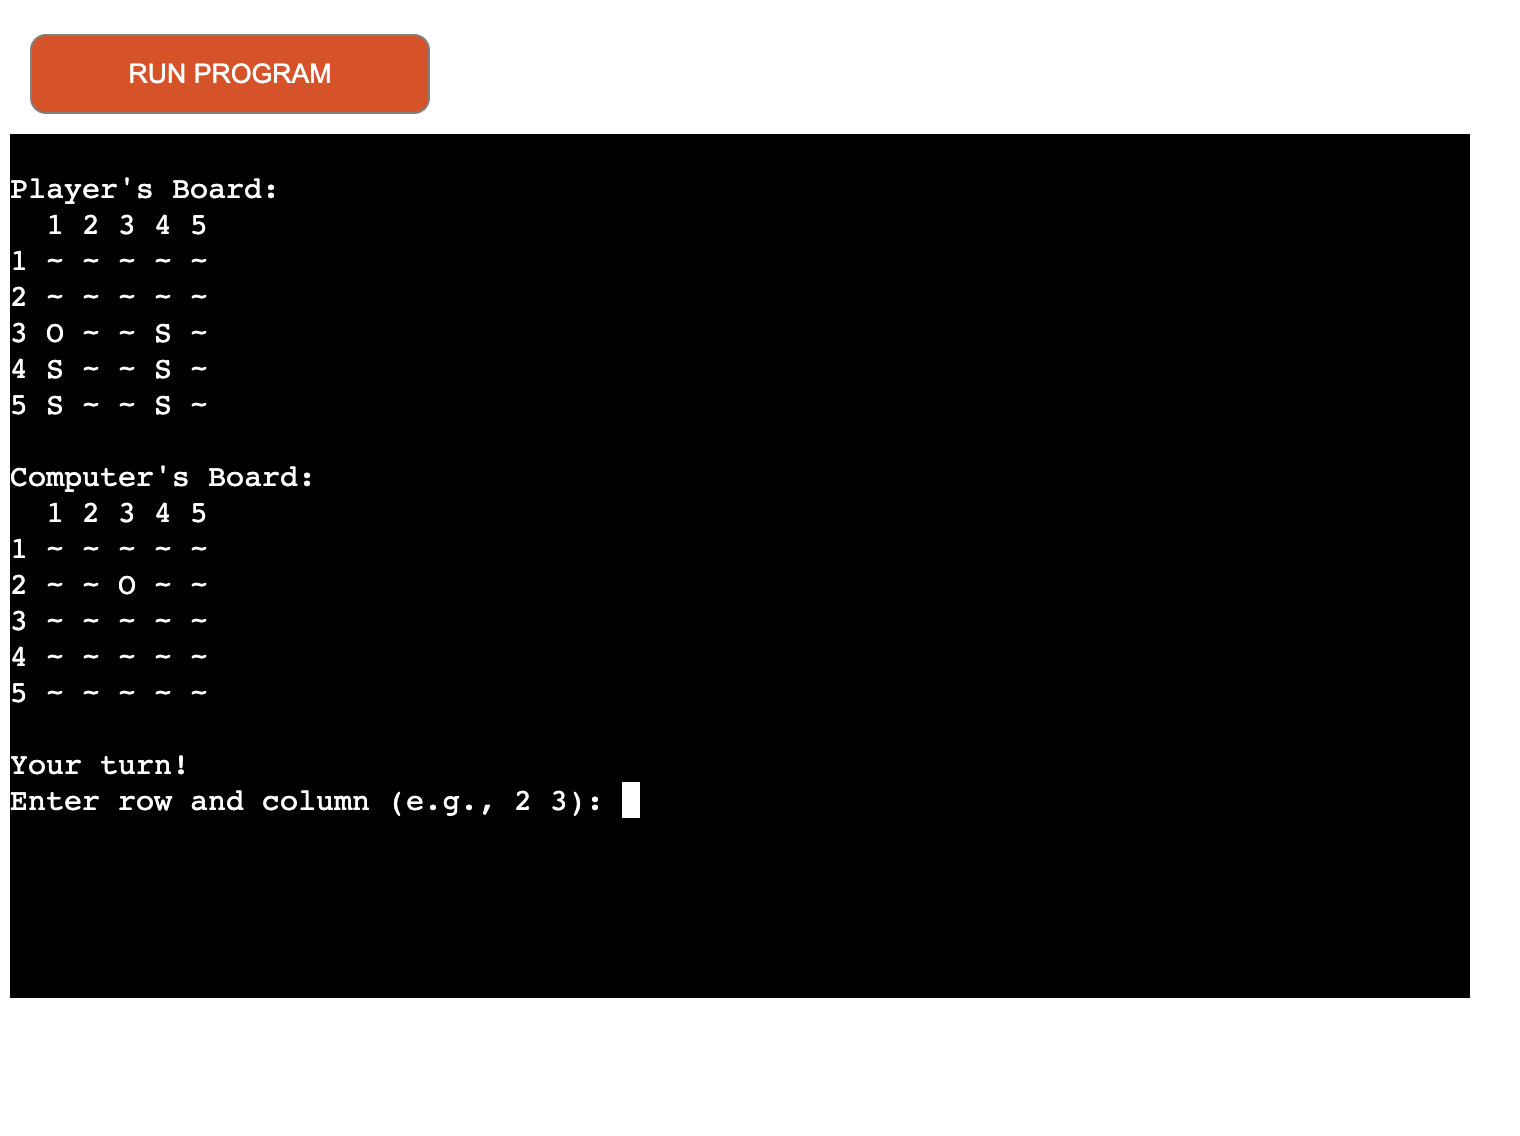 RUN PROGRAM
Player's Board:
  1 2 3 4 5
1 ~ ~ ~ ~ ~
2 ~ ~ ~ ~ ~
3 O ~ ~ S ~
4 S ~ ~ S ~
5 S ~ ~ S ~
Computer's Board:
  1 2 3 4 5
1 ~ ~ ~ ~ ~
2 ~ ~ O ~ ~
3 ~ ~ ~ ~ ~
4 ~ ~ ~ ~ ~
5 ~ ~ ~ ~ ~
Your turn!
Enter row and column (e.g., 2 3):